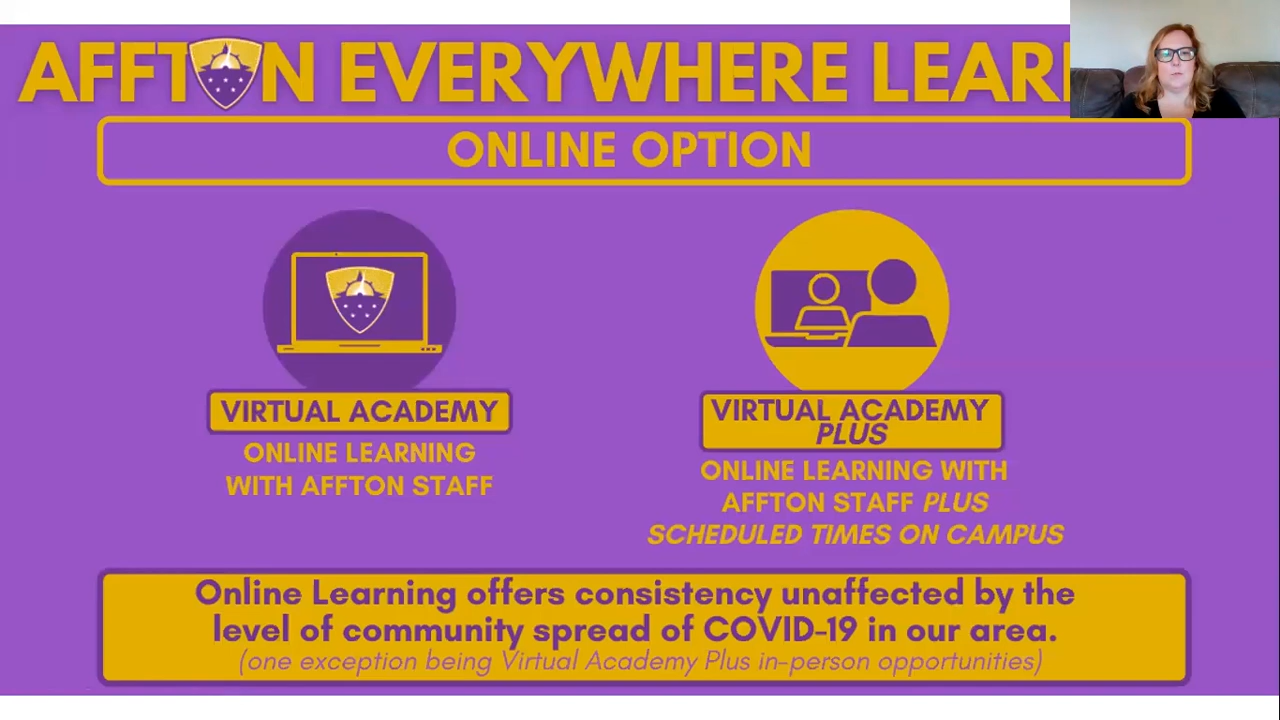 AFFTON EVERYWHERE LEAR
ONLINE OPTION
VIRTUAL ACADEMY
ONLINE LEARNING
WITH AFFTON STAFF
VIRTUAL ACADEMY
PLUS
ONLINE LEARNING WITH
AFFTON STAFF PLUS
SCHEDULED TIMES ON CAMPUS
Online Learning offers consistency unaffected by the
level of community spread of COVID-19 in our area.
(one exception being Virtual Academy Plus in-person opportunities)